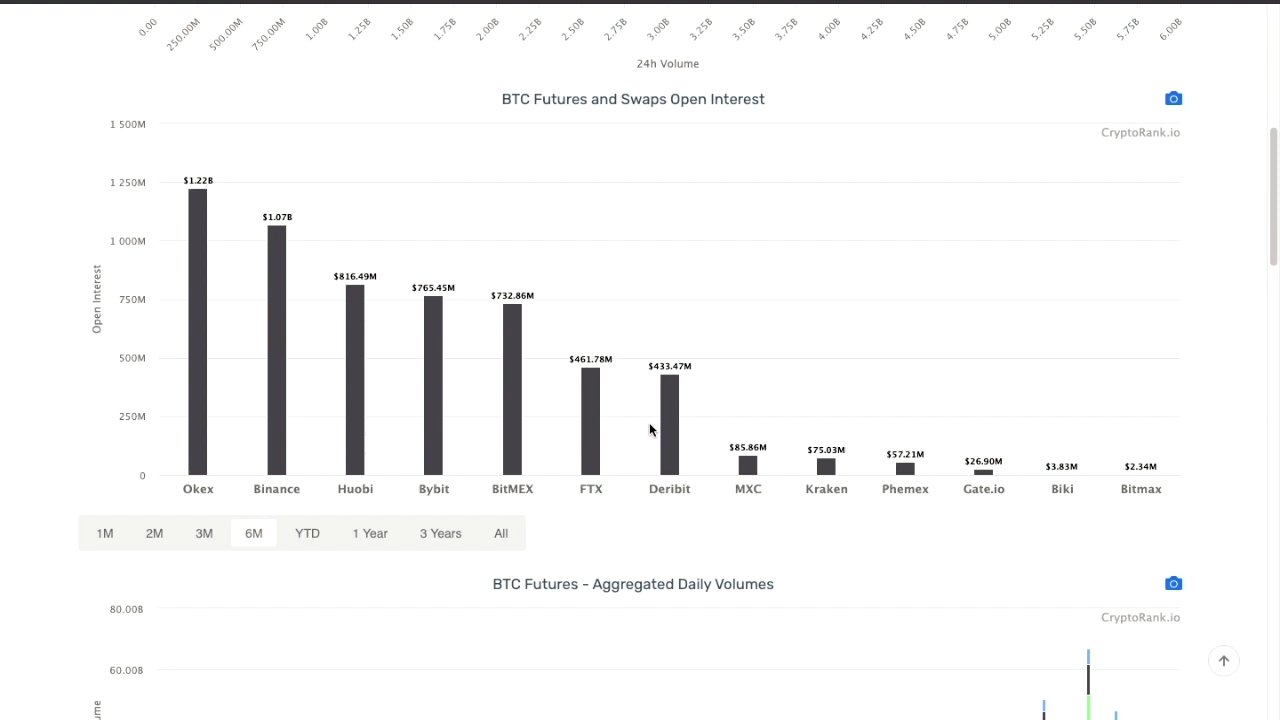 0.00 250.00M 500.00M 750.00M 1.00B 1.25B 1.50B 1.75B 2.00B 2.25B 2.50B 2.75B 3.00B 3.25B 3.50B 3.75B 4.00B 4.25B 4.50B 4.75B 5.00B 5.25B 5.50B 5.75B 6.00B
24h Volume
BTC Futures and Swaps Open Interest
CryptoRank.io
1 500M
1 250M
1 000M
750M
500M
250M
0
Open Interest
$1.22B
$1.07B
$816.49M
$765.45M
$732.86M
$461.78M
$433.47M
$85.86M
$75.03M
$57.21M
$26.90M
$3.83M
$2.34M
Okex Binance Huobi Bybit BitMEX FTX Deribit MXC Kraken Phemex Gate.io Biki Bitmax
1M 2M 3M 6M YTD 1 Year 3 Years All
BTC Futures - Aggregated Daily Volumes
80.00B
CryptoRank.io
60.00B